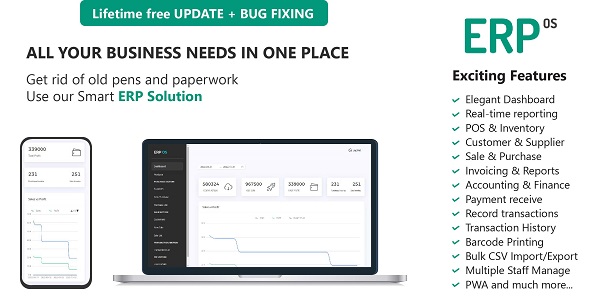 Lifetime free UPDATE + BUG FIXING
ALL YOUR BUSINESS NEEDS IN ONE PLACE
Get rid of old pens and paperwork
Use our Smart ERP Solution
339000
231 251
ERP OS
Dashboard
580324
967500
339000
231 251
ERP OS
Exciting Features
Elegant Dashboard
Real-time reporting
POS & Inventory
Customer & Supplier
Sale & Purchase
Invoicing & Reports
Accounting & Finance
Payment receive
Record transactions
Transaction History
Barcode Printing
Bulk CSV Import/Export
Multiple Staff Manage
PWA and much more...